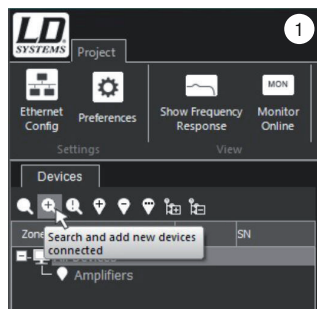 LD
SYSTEMS
Project
1
Ethernet
Config
Preferences
Show Frequency
Response
MON
Monitor
Online
Settings
View
Devices
Zone
SN
Search and add new devices
connected
Amplifiers